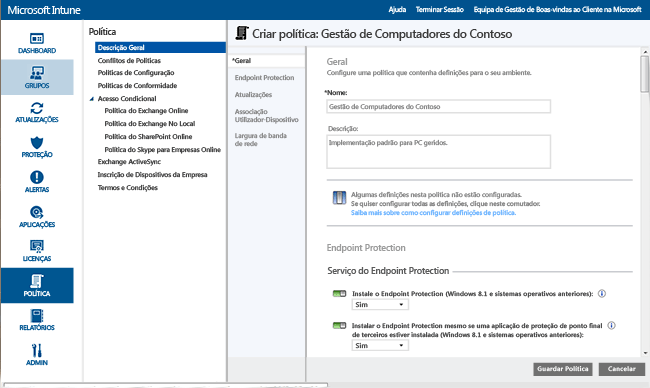 Microsoft Intune
Ajuda
Terminar Sessão
Equipa de Gestão de Boas-vindas ao Cliente na Microsoft
DASHBOARD
GRUPOS
ATUALIZAÇÕES
PROTEÇÃO
ALERTAS
APLICAÇÕES
LICENÇAS
POLÍTICA
RELATÓRIOS
ADMIN
Política
Descrição Geral
Conflitos de Políticas
Políticas de Configuração
Políticas de Conformidade
Acesso Condicional
Política do Exchange Online
Política do Exchange No Local
Política do SharePoint Online
Política do Skype para Empresas Online
Exchange ActiveSync
Inscrição de Dispositivos da Empresa
Termos e Condições
Criar política: Gestão de Computadores do Contoso
*Geral
Endpoint Protection
Atualizações
Associação
Utilizador-Dispositivo
Largura de banda
de rede
Geral
Configure uma política que contenha definições para o seu ambiente.
*Nome:
Gestão de Computadores do Contoso
Descrição:
Implementação padrão para PC geridos.
Algumas definições nesta política não estão configuradas.
Se quiser configurar todas as definições, clique neste comutador.
Saiba mais sobre como configurar definições de política.
Endpoint Protection
Serviço do Endpoint Protection
Instale o Endpoint Protection (Windows 8.1 e sistemas operativos anteriores):
Sim
Instalar o Endpoint Protection mesmo se uma aplicação de proteção de ponto final
de terceiros estiver instalada (Windows 8.1 e sistemas operativos anteriores):
Sim
Guardar Política
Cancelar